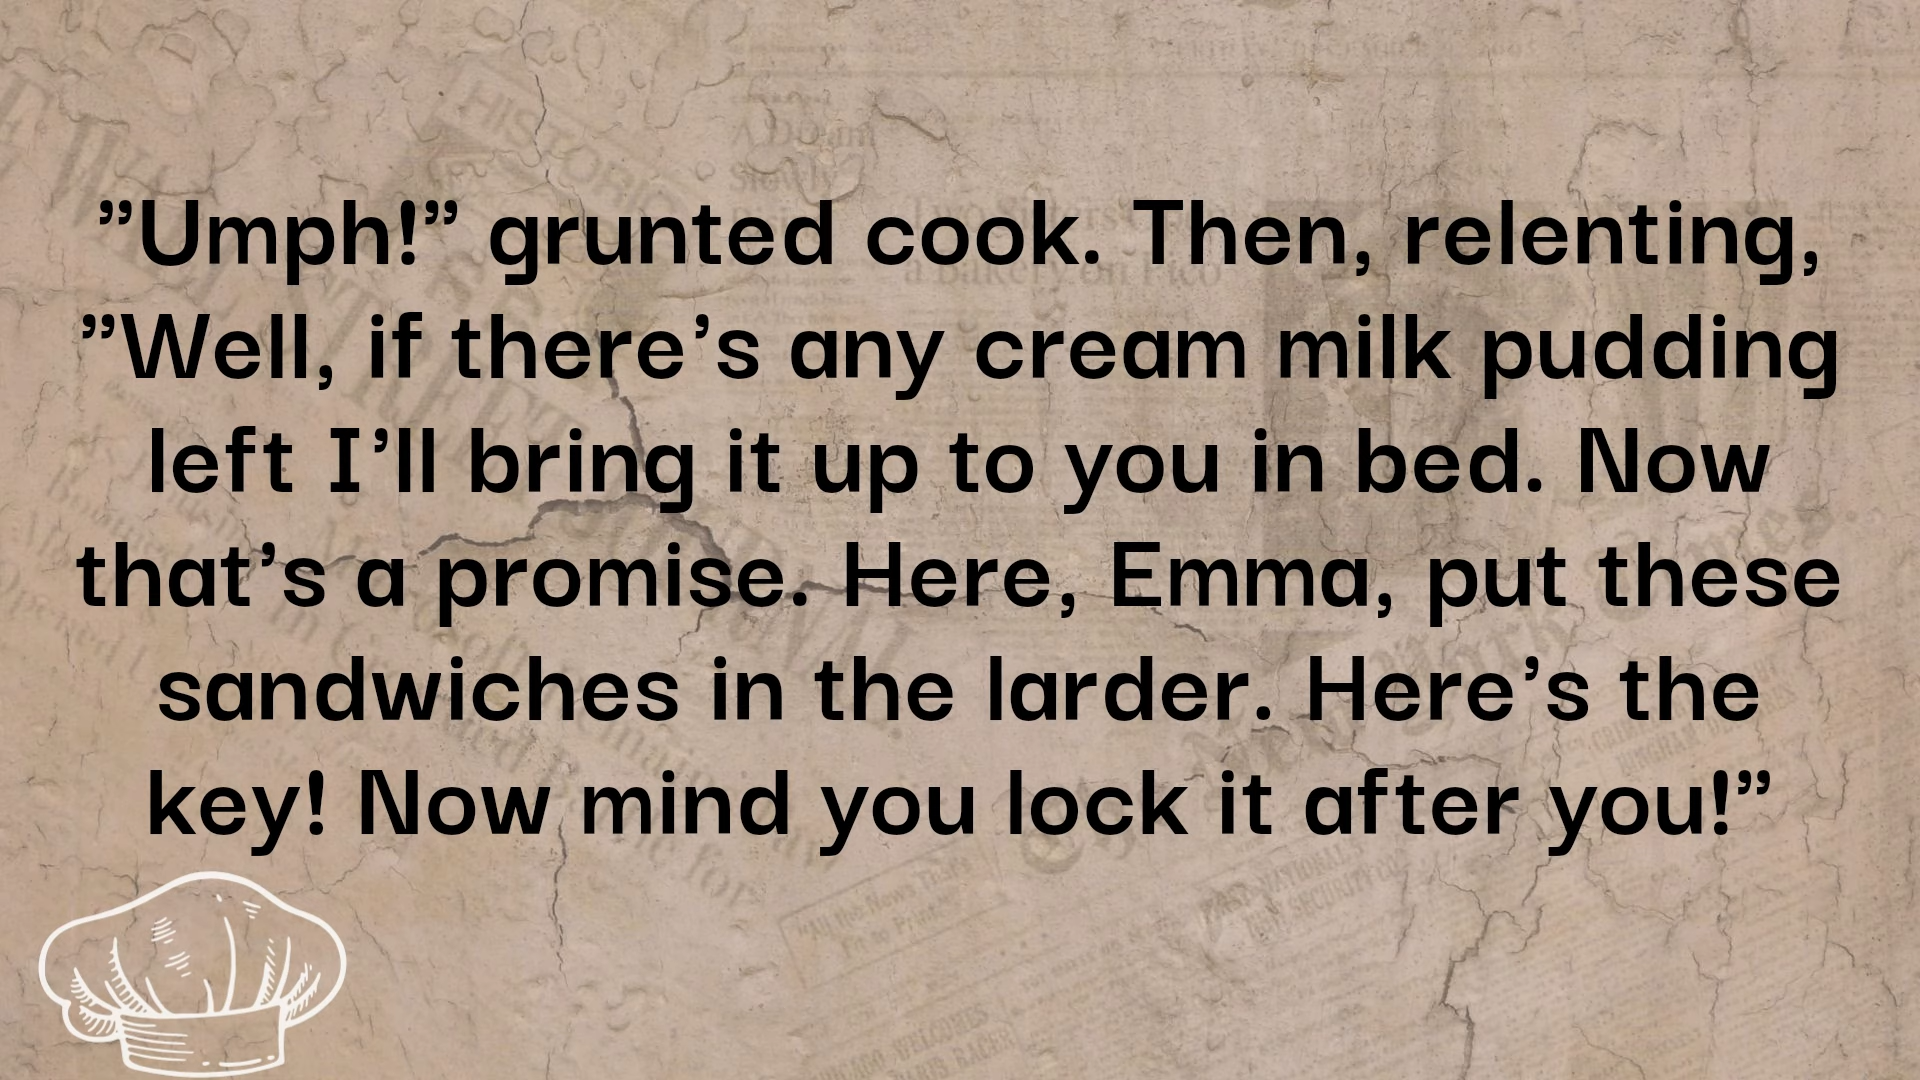 ”Umph!” grunted cook. Then, relenting,
”Well, if there’s any cream milk pudding
left I’ll bring it up to you in bed. Now
that’s a promise. Here, Emma, put these
sandwiches in the larder. Here’s the
key! Now mind you lock it after you!”